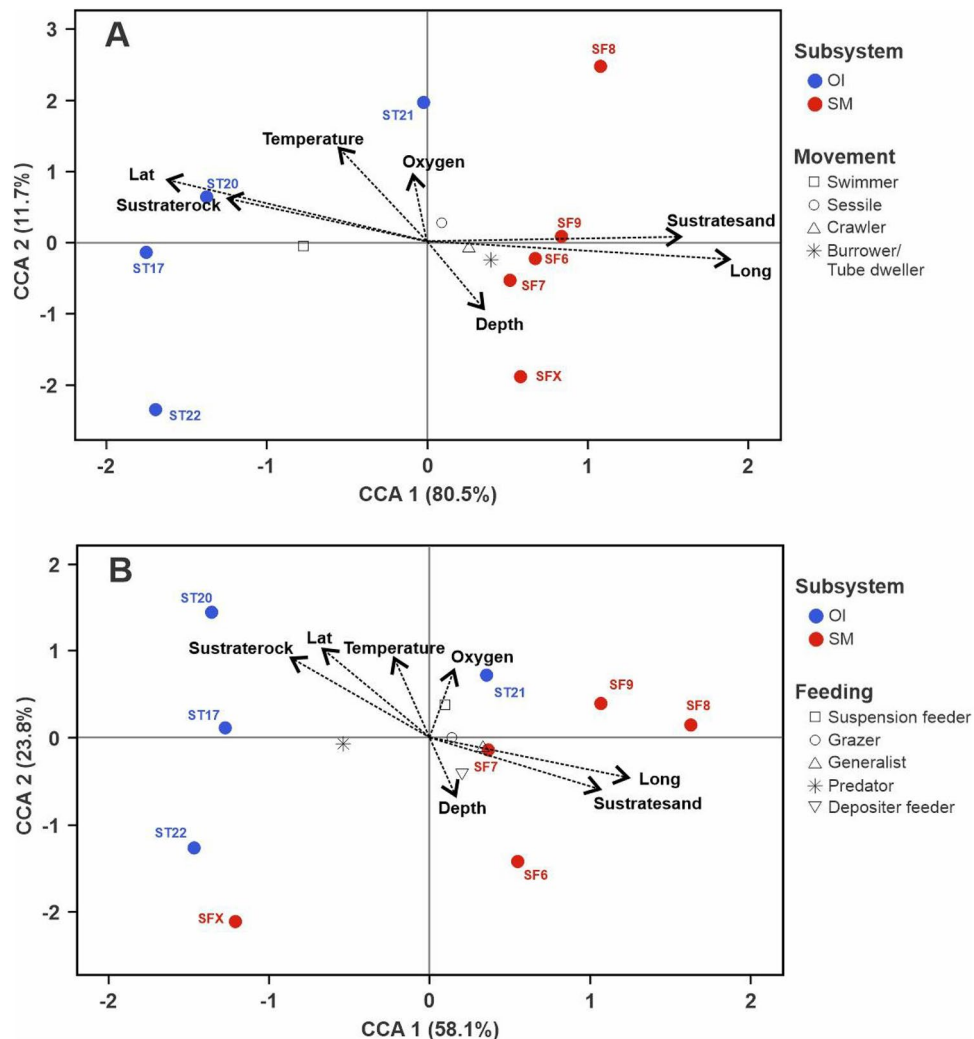 A
3
2
1
0
-1
-2
-2
-1
0
1
2
CCA 2 (11.7%)
CCA 1 (80.5%)
SF8
ST21
Temperature
Oxygen
Lat
ST20
Sustraterock
Sustratesand
SF9
SF6
ST17
Long
SF7
Depth
SFX
ST22
Subsystem
OI
SM
Movement
Swimmer
Sessile
Crawler
Burrower/
Tube dweller
B
2
1
0
-1
-2
-2
-1
0
1
2
CCA 2 (23.8%)
CCA 1 (58.1%)
ST20
Lat
Sustraterock
Temperature
Oxygen
ST21
SF9
SF8
ST17
SF7
Long
Depth
Sustratesand
ST22
SF6
SFX
Subsystem
OI
SM
Feeding
Suspension feeder
Grazer
Generalist
Predator
Depositer feeder